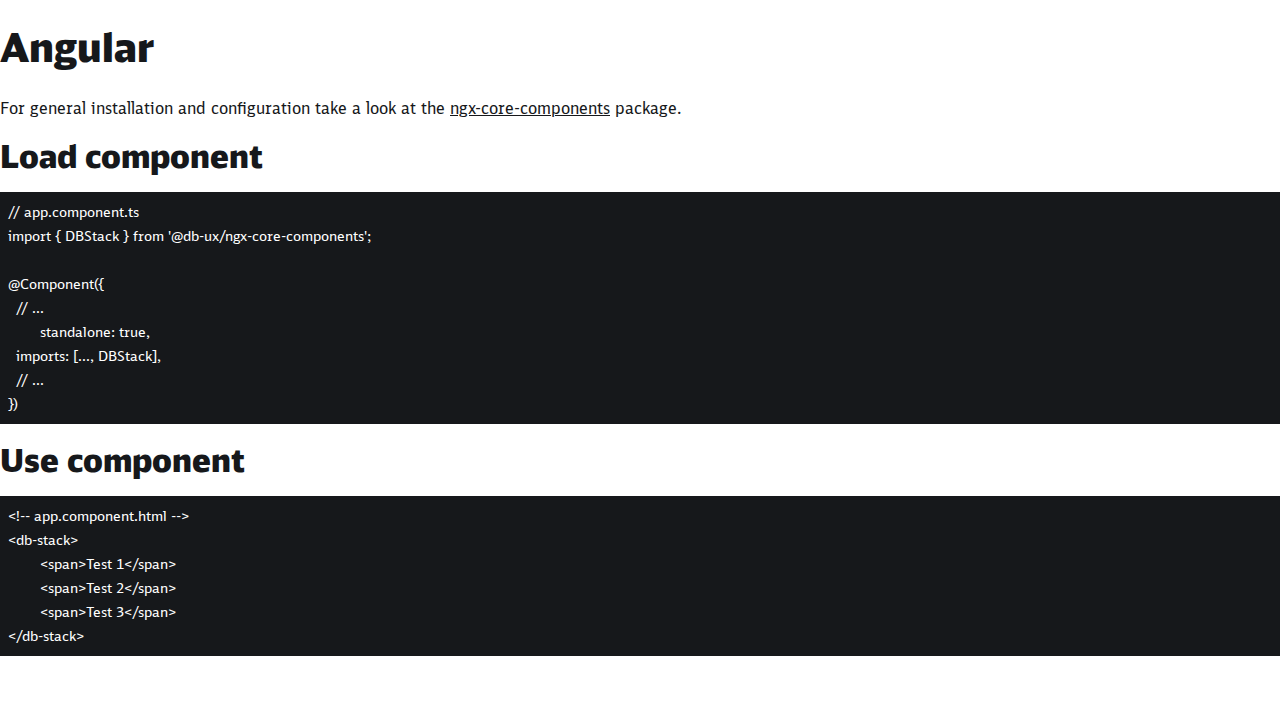 Angular
For general installation and configuration take a look at the ngx-core-components package.
Load component
// app.component.ts
import { DBStack } from '@db-ux/ngx-core-components';
@Component({
// ...
standalone: true,
imports: [..., DBStack],
// ...
})
Use component
<!-- app.component.html -->
<db-stack>
<span>Test 1</span>
<span>Test 2</span>
<span>Test 3</span>
</db-stack>